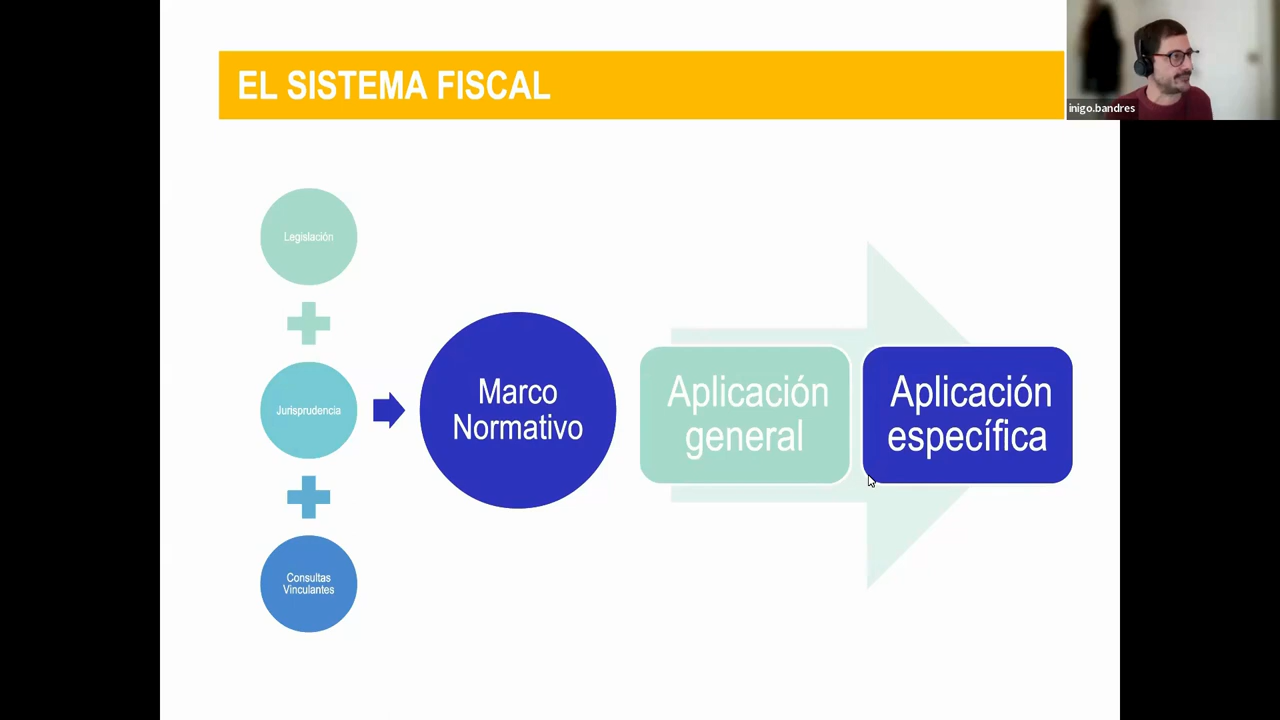 EL SISTEMA FISCAL
inigo.bandres
Legislación
Jurisprudencia
Consultas
Vinculantes
Marco
Normativo
Aplicación
general
Aplicación
específica